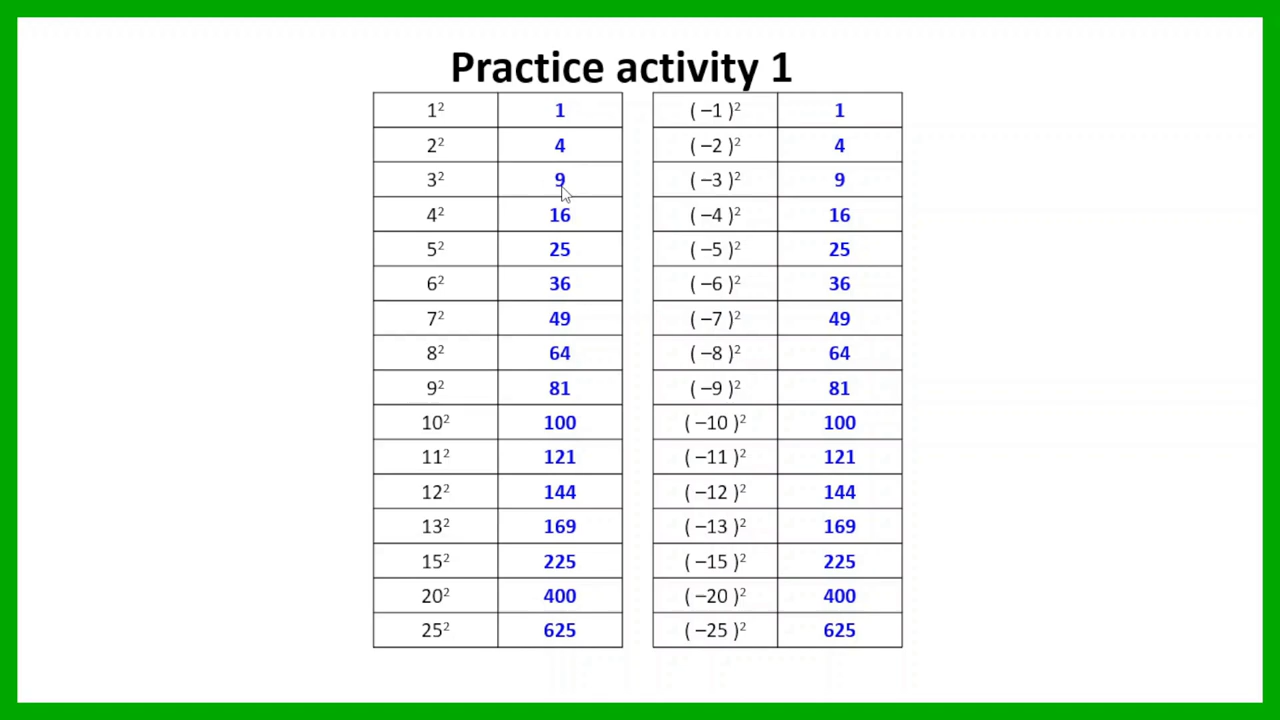 Practice activity 1
1² 1 ( –1 )² 1
2² 4 ( –2 )² 4
3² 9 ( –3 )² 9
4² 16 ( –4 )² 16
5² 25 ( –5 )² 25
6² 36 ( –6 )² 36
7² 49 ( –7 )² 49
8² 64 ( –8 )² 64
9² 81 ( –9 )² 81
10² 100 ( –10 )² 100
11² 121 ( –11 )² 121
12² 144 ( –12 )² 144
13² 169 ( –13 )² 169
15² 225 ( –15 )² 225
20² 400 ( –20 )² 400
25² 625 ( –25 )² 625